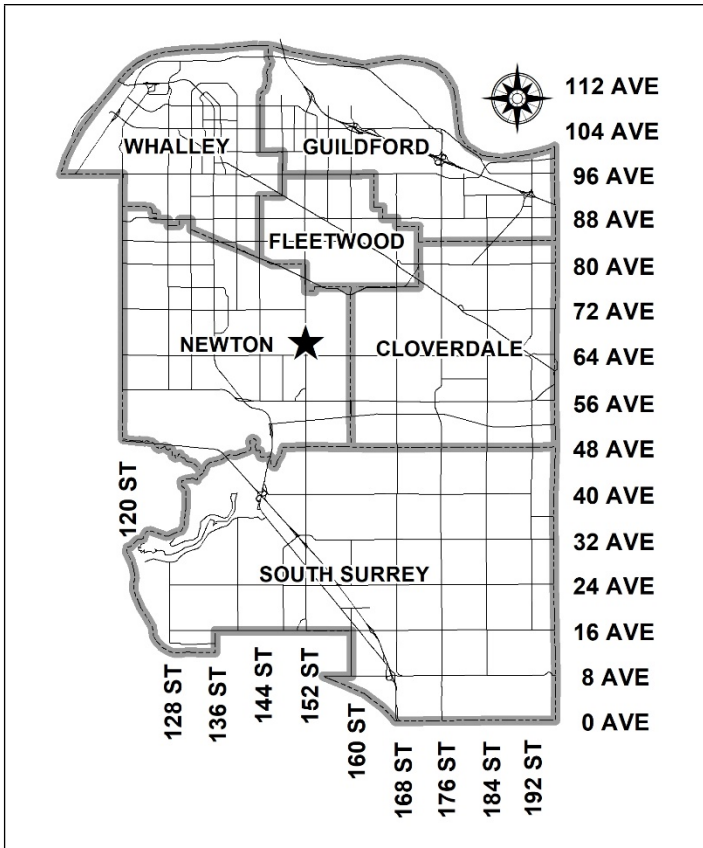 112 AVE
104 AVE
WHALLEY
GUILDFORD
96 AVE
88 AVE
FLEETWOOD
80 AVE
72 AVE
NEWTON
CLOVERDALE
64 AVE
56 AVE
48 AVE
120 ST
40 AVE
32 AVE
SOUTH SURREY
24 AVE
16 AVE
8 AVE
128 ST
136 ST
144 ST
152 ST
160 ST
0 AVE
168 ST
176 ST
184 ST
192 ST